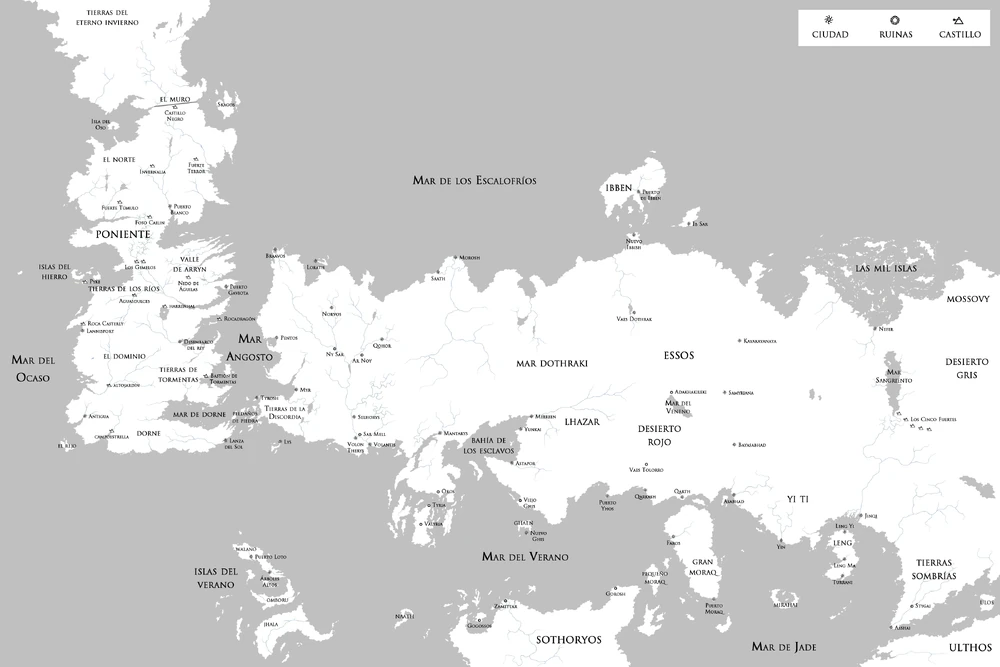 TIERRAS DEL
ETERNO INVIERNO
CIUDAD
RUINAS
CASTILLO
EL MURO
CASTILLO
NEGRO
SKAGOS
ISLA DEL
OSO
EL NORTE
INVERNALIA
FUERTE
TERROR
FUERTE TÚMULO
PUERTO
BLANCO
FOSO CAILIN
PONIENTE
MAR DE LOS ESCALOFRÍOS
IBBEN
PUERTO
DE IBBEN
IB SAR
NUEVO
IBBISH
ISLAS DEL
HIERRO
PYKE
LOS GEMELOS
VALLE
DE ARRYN
NIDO DE
ÁGUILAS
TIERRAS DE LOS RÍOS
AGUASDULCES
HARRENHAL
PUERTO
GAVIOTA
ROCADRAGÓN
ROCA CASTERLY
LANNISPORT
DESEMBARCO
DEL REY
EL DOMINIO
MAR DEL
OCASO
MAR
ANGOSTO
TIERRAS DE
TORMENTAS
BASTIÓN DE
TORMENTAS
ALTOJARDÍN
ANTIGUA
MAR DE DORNE
PELDAÑOS
DE PIEDRA
CAMPOESTRELLA
DORNE
EL REJO
LANZA
DEL SOL
BRAAVOS
LORATH
MOROSH
SAATH
NORVOS
PENTOS
NY SAR
AR NOY
QOHOR
MYR
TYROSH
TIERRAS DE LA
DISCORDIA
LYS
SELHORYS
SAR MELL
VOLON
THERYS
VOLANTIS
MANTARYS
OROS
TYRIA
VALYRIA
BAHÍA DE
LOS ESCLAVOS
MEEREEN
YUNKAI
ASTAPOR
VIEJO
GHIS
GHAEN
NUEVO
GHIS
MAR DOTHRAKI
VAES DOTHRAK
ESSOS
KAYAKAYANAYA
LHAZAR
ADAKHAKILEKI
MAR DEL
VENENO
SAMYRIANA
DESIERTO
ROJO
BAYASABHAD
VAES TOLORRO
PUERTO
YHOS
QARKASH
QARTH
ASABHAD
YI TI
YIN
JINQI
LENG YI
LENG
LENG MA
TURRANI
LAS MIL ISLAS
MOSSOVY
NEFER
MAR
SANGRIENTO
DESIERTO
GRIS
LOS CINCO FUERTES
TIERRAS
SOMBRÍAS
STYGAI
ASSHAI
ULTHOS
MAR DEL VERANO
FAROS
GRAN
MORAQ
PEQUEÑO
MORAQ
PUERTO
MORAQ
MARAHAI
MAR DE JADE
ISLAS DEL
VERANO
WALANO
PUERTO LOTO
ÁRBOLES
ALTOS
OMBORU
JHALA
NAATH
ZAMETTAR
GOGOSSOS
GOROSH
SOTHORYOS